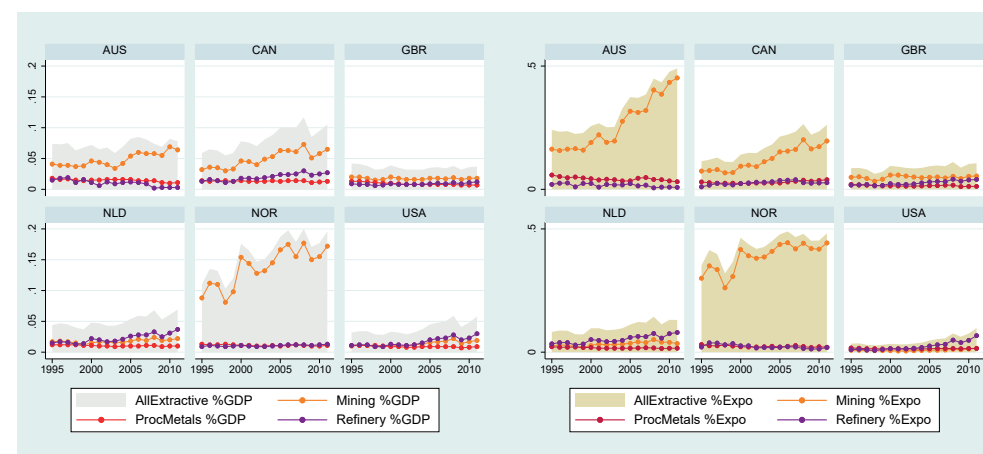 AUS CAN GBR
0 .05 .1 .15 .2
NLD NOR USA
0 .05 .1 .15 .2
1995 2000 2005 2010 1995 2000 2005 2010 1995 2000 2005 2010
AllExtractive %GDP Mining %GDP
ProcMetals %GDP Refinery %GDP
AUS CAN GBR
0 .5
NLD NOR USA
0 .5
1995 2000 2005 2010 1995 2000 2005 2010 1995 2000 2005 2010
AllExtractive %Expo Mining %Expo
ProcMetals %Expo Refinery %Expo